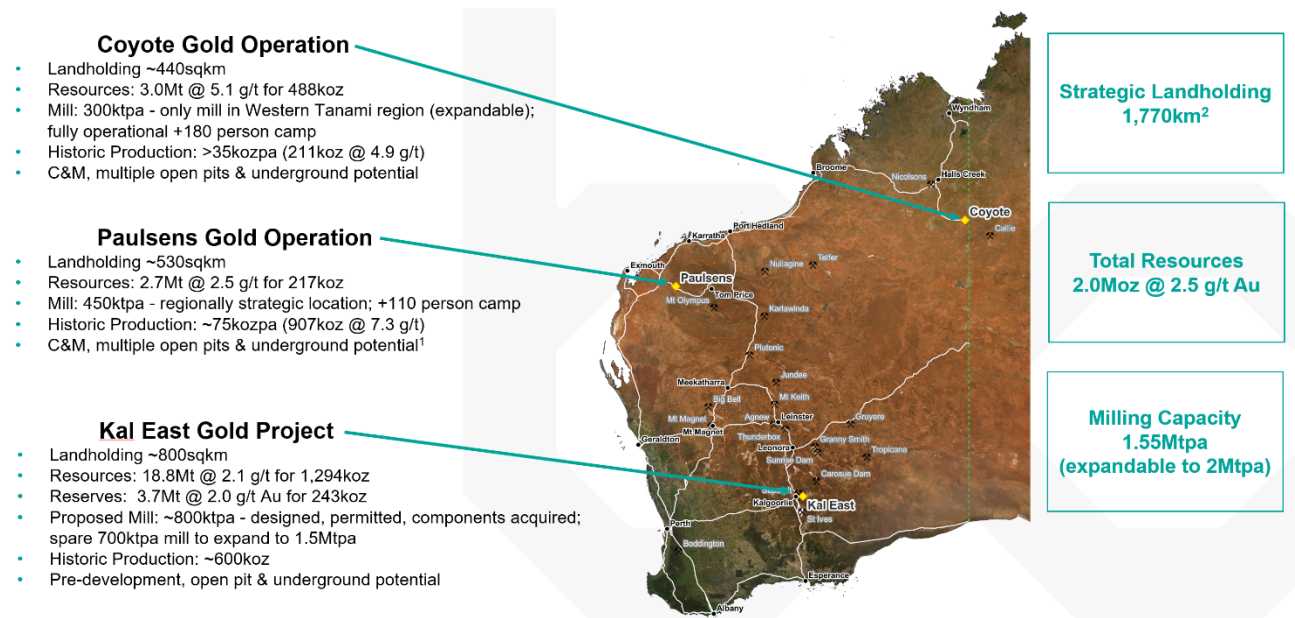 Coyote Gold Operation
• Landholding ~440sqkm
• Resources: 3.0Mt @ 5.1 g/t for 488koz
• Mill: 300ktpa - only mill in Western Tanami region (expandable);
fully operational +180 person camp
• Historic Production: >35kozpa (211koz @ 4.9 g/t)
• C&M, multiple open pits & underground potential
Paulsens Gold Operation
• Landholding ~530sqkm
• Resources: 2.7Mt @ 2.5 g/t for 217koz
• Mill: 450ktpa - regionally strategic location; +110 person camp
• Historic Production: ~75kozpa (907koz @ 7.3 g/t)
• C&M, multiple open pits & underground potential¹
Kal East Gold Project
• Landholding ~800sqkm
• Resources: 18.8Mt @ 2.1 g/t for 1,294koz
• Reserves: 3.7Mt @ 2.0 g/t Au for 243koz
• Proposed Mill: ~800ktpa - designed, permitted, components acquired;
spare 700ktpa mill to expand to 1.5Mtpa
• Historic Production: ~600koz
• Pre-development, open pit & underground potential
Wyndham
Broome
Nicolsons
Halls Creek
Coyote
Callie
Port Hedland
Karratha
Exmouth
Nullagine
Telfer
Paulsens
Tom Price
Mt Olympus
Karlawinda
Plutonic
Jundee
Meekatharra
Mt Keith
Big Bell
Mt Magnet
Agnew
Leinster
Gruyere
Mt Magnet
Geraldton
Thunderbox
Granny Smith
Leonora
Tropicana
Sunrise Dam
Carosue Dam
Kalgoorlie
Kal East
St Ives
Perth
Boddington
Esperance
Albany
Strategic Landholding
1,770km²
Total Resources
2.0Moz @ 2.5 g/t Au
Milling Capacity
1.55Mtpa
(expandable to 2Mtpa)